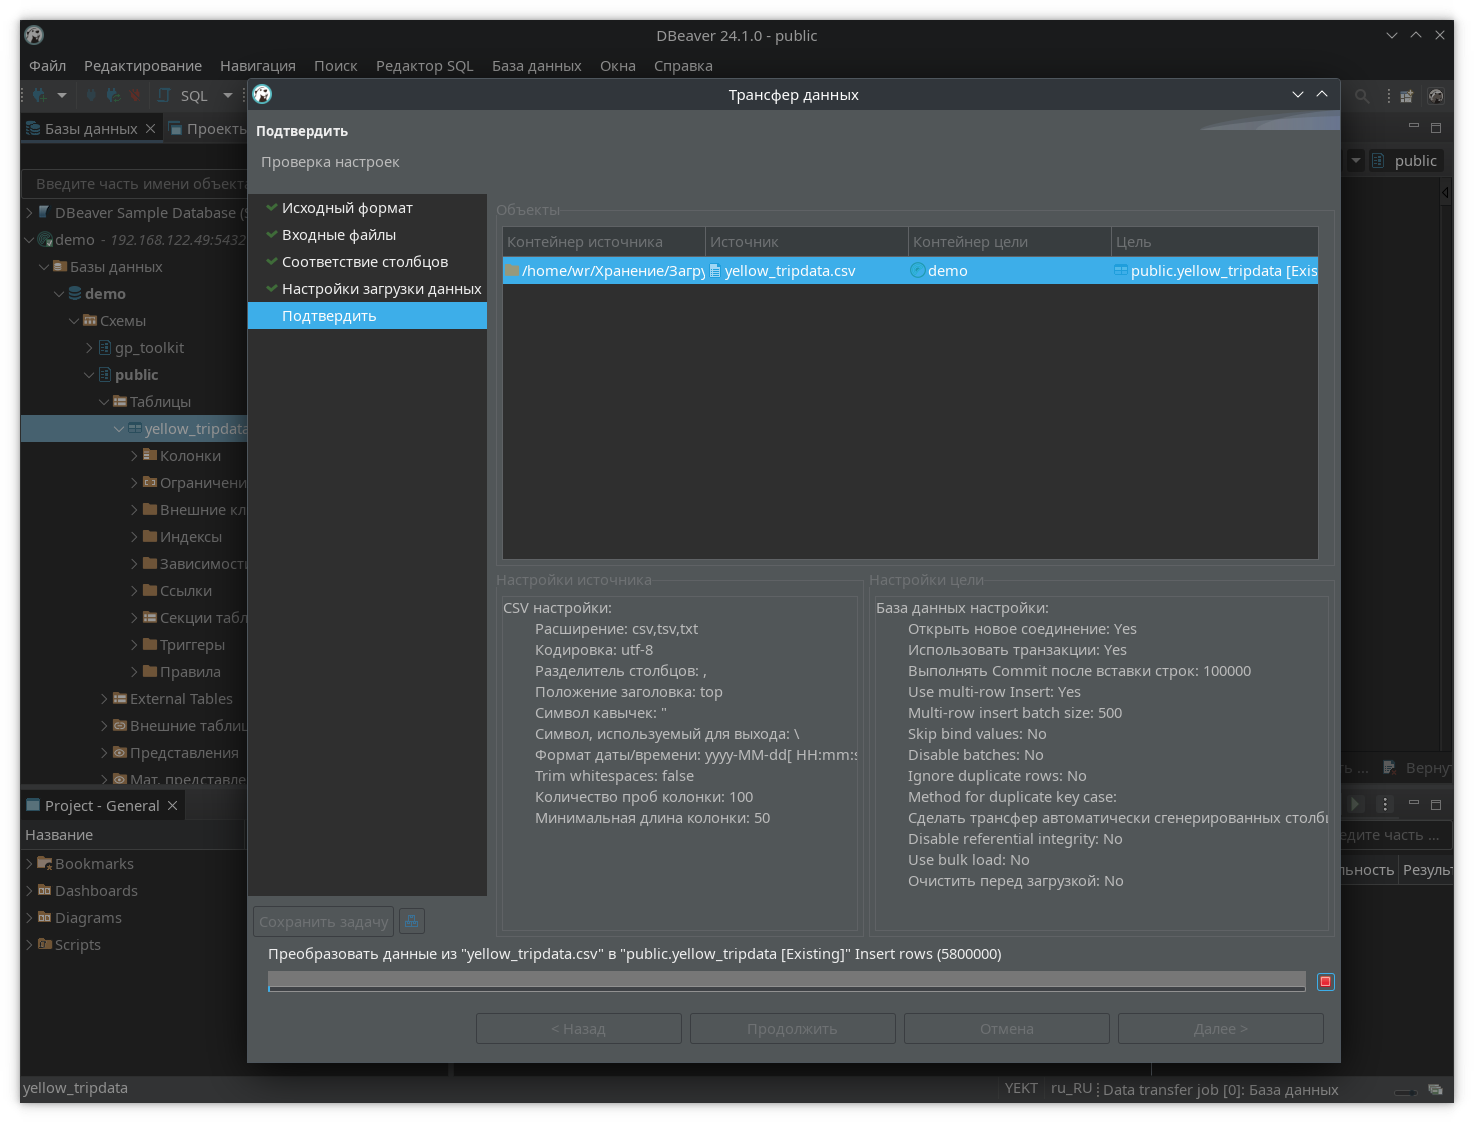 DBeaver 24.1.0 - public
Файл Редактирование Навигация Поиск Редактор SQL База данных Окна Справка
SQL
Трансфер данных
Базы данных
Проекты
Подтвердить
Проверка настроек
public
Введите часть имени объекта
DBeaver Sample Database (S
demo - 192.168.122.49:5432
Базы данных
demo
Схемы
gp_toolkit
public
Таблицы
yellow_tripdata
Колонки
Ограничени
Внешние кл
Индексы
Зависимости
Ссылки
Секции табл
Триггеры
Правила
External Tables
Внешние таблиц
Представления
Мат. представле
Исходный формат
Входные файлы
Соответствие столбцов
Настройки загрузки данных
Подтвердить
Объекты
Контейнер источника Источник Контейнер цели Цель
/home/wr/Хранение/Загру yellow_tripdata.csv demo public.yellow_tripdata [Exis
Настройки источника
CSV настройки:
Расширение: csv,tsv,txt
Кодировка: utf-8
Разделитель столбцов: ,
Положение заголовка: top
Символ кавычек: "
Символ, используемый для выхода: \
Формат даты/времени: yyyy-MM-dd[ HH:mm:s
Trim whitespaces: false
Количество проб колонки: 100
Минимальная длина колонки: 50
Настройки цели
База данных настройки:
Открыть новое соединение: Yes
Использовать транзакции: Yes
Выполнять Commit после вставки строк: 100000
Use multi-row Insert: Yes
Multi-row insert batch size: 500
Skip bind values: No
Disable batches: No
Ignore duplicate rows: No
Method for duplicate key case:
Сделать трансфер автоматически сгенерированных столбц
Disable referential integrity: No
Use bulk load: No
Очистить перед загрузкой: No
ть ... Вернут
Project - General
Название
Bookmarks
Dashboards
Diagrams
Scripts
едите часть ...
льность Результ
Сохранить задачу
Преобразовать данные из "yellow_tripdata.csv" в "public.yellow_tripdata [Existing]" Insert rows (5800000)
< Назад Продолжить Отмена Далее >
yellow_tripdata
YEKT ru_RU Data transfer job [0]: База данных